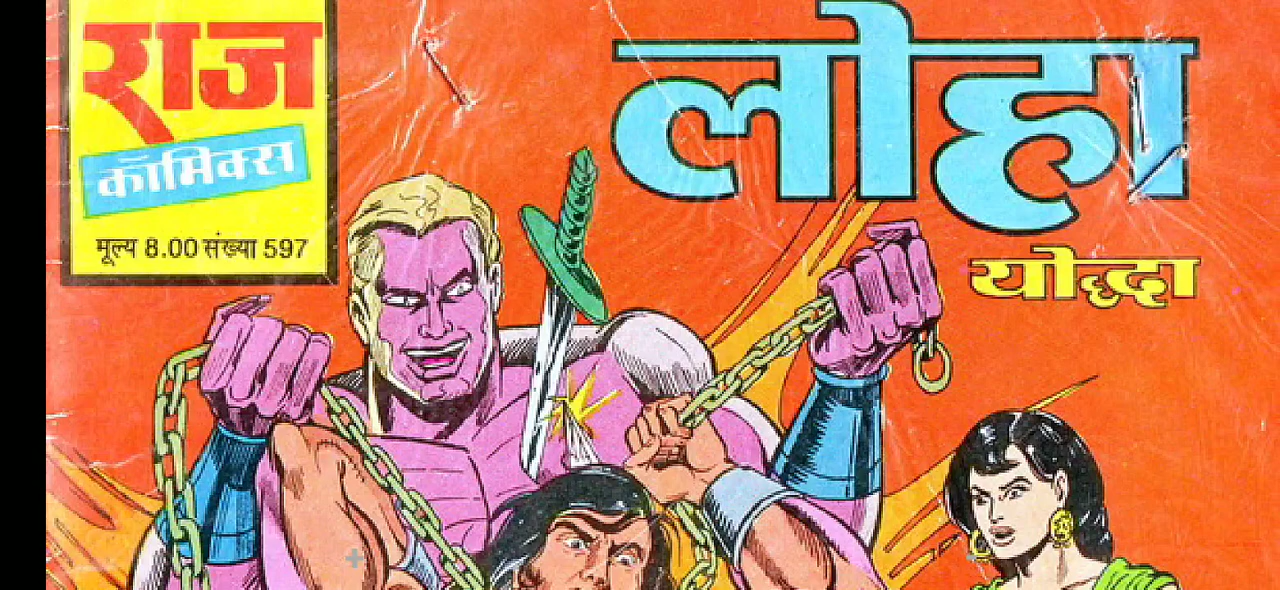 राज
कॉमिक्स
मूल्य 8.00 संख्या 597
लोहा
योद्धा